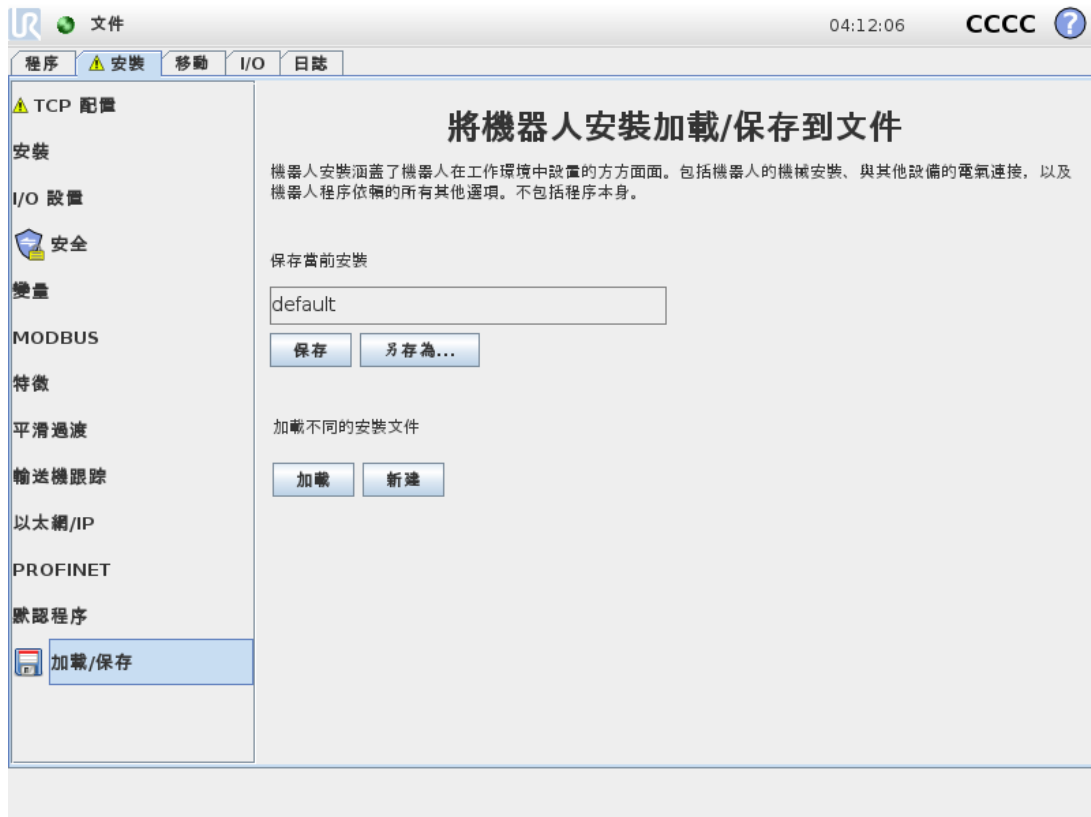 UR 文件 04:12:06 CCCC ?
程序 安裝 移動 I/O 日誌
TCP 配置
安裝
I/O 設置
安全
變量
MODBUS
特徵
平滑過渡
輸送機跟踪
以太網/IP
PROFINET
默認程序
加載/保存
將機器人安裝加載/保存到文件
機器人安裝涵蓋了機器人在工作環境中設置的方方面面。包括機器人的機械安裝、與其他設備的電氣連接，以及
機器人程序依賴的所有其他選項。不包括程序本身。
保存當前安裝
default
保存 另存為...
加載不同的安裝文件
加載 新建